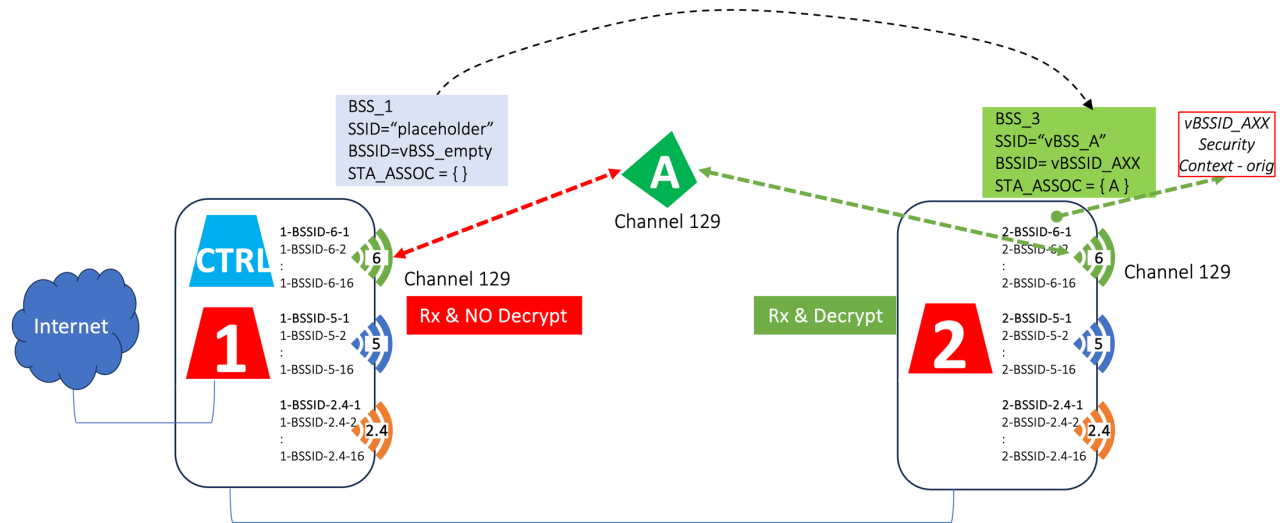 BSS_1
SSID=“placeholder”
BSSID=vBSS_empty
STA_ASSOC = { }
A
Channel 129
BSS_3
SSID=“vBSS_A”
BSSID= vBSSID_AXX
STA_ASSOC = { A }
vBSSID_AXX
Security
Context - orig
Internet
CTRL
1
1-BSSID-6-1
1-BSSID-6-2
:
1-BSSID-6-16
6
Channel 129
Rx & NO Decrypt
1-BSSID-5-1
1-BSSID-5-2
:
1-BSSID-5-16
5
1-BSSID-2.4-1
1-BSSID-2.4-2
:
1-BSSID-2.4-16
2.4
Rx & Decrypt
2
2-BSSID-6-1
2-BSSID-6-2
:
2-BSSID-6-16
6
Channel 129
2-BSSID-5-1
2-BSSID-5-2
:
2-BSSID-5-16
5
2-BSSID-2.4-1
2-BSSID-2.4-2
:
2-BSSID-2.4-16
2.4